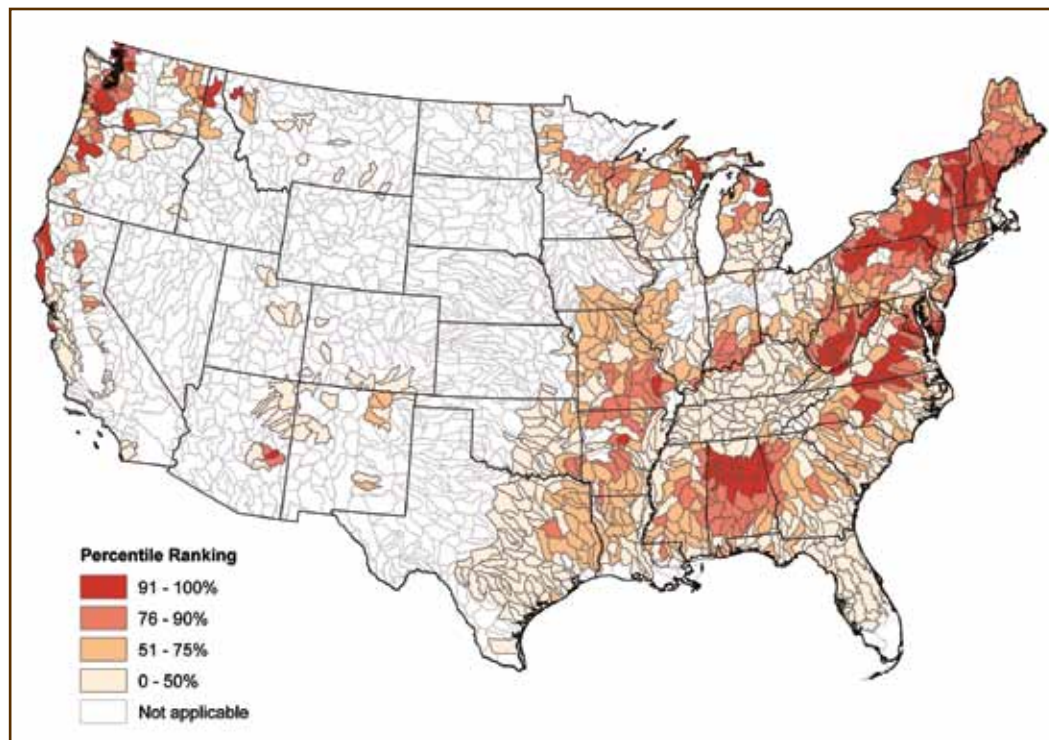 Percentile Ranking
91 - 100%
76 - 90%
51 - 75%
0 - 50%
Not applicable